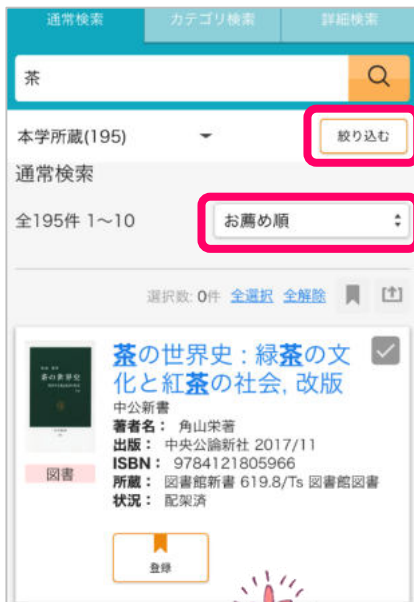 通常検索 カテゴリ検索 詳細検索
茶
本学所蔵(195) 絞り込む
通常検索
全195件 1〜10 お薦め順
選択数: 0件 全選択 全解除
茶の世界史 : 緑茶の文
化と紅茶の社会, 改版
中公新書
著者名： 角山栄著
出版： 中央公論新社 2017/11
ISBN： 9784121805966
所蔵： 図書館新書 619.8/Ts 図書館図書
状況： 配架済
茶の世界史
図書
登録